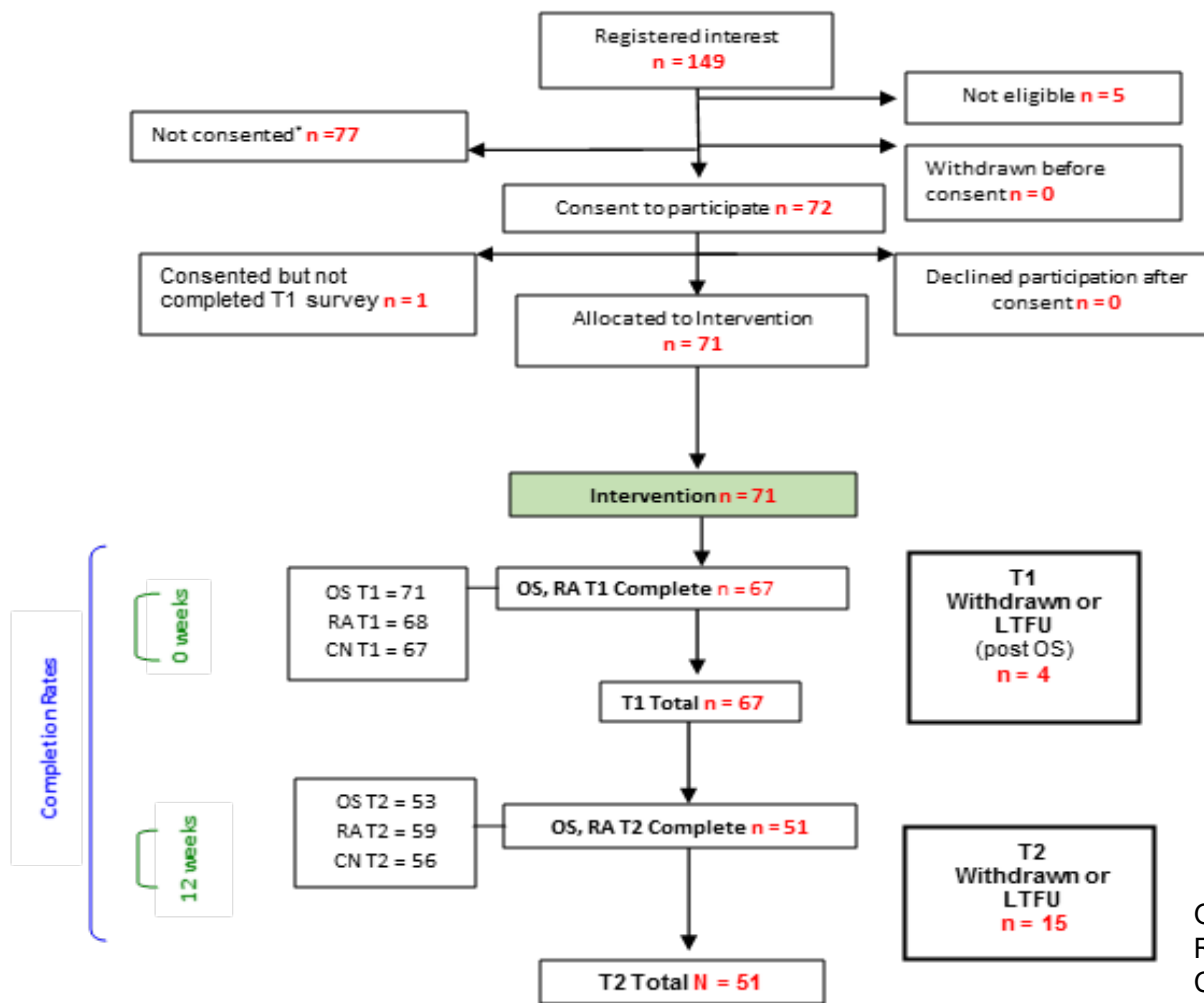 Registered interest
n = 149
Not eligible n = 5
Not consented* n =77
Withdrawn before
consent n = 0
Consent to participate n = 72
Consented but not
completed T1 survey n = 1
Declined participation after
consent n = 0
Allocated to Intervention
n = 71
Intervention n = 71
Completion Rates
0 weeks
OS T1 = 71
RA T1 = 68
CN T1 = 67
OS, RA T1 Complete n = 67
T1
Withdrawn or
LTFU
(post OS)
n = 4
T1 Total n = 67
12 weeks
OS T2 = 53
RA T2 = 59
CN T2 = 56
OS, RA T2 Complete n = 51
T2
Withdrawn or
LTFU
n = 15
T2 Total N = 51